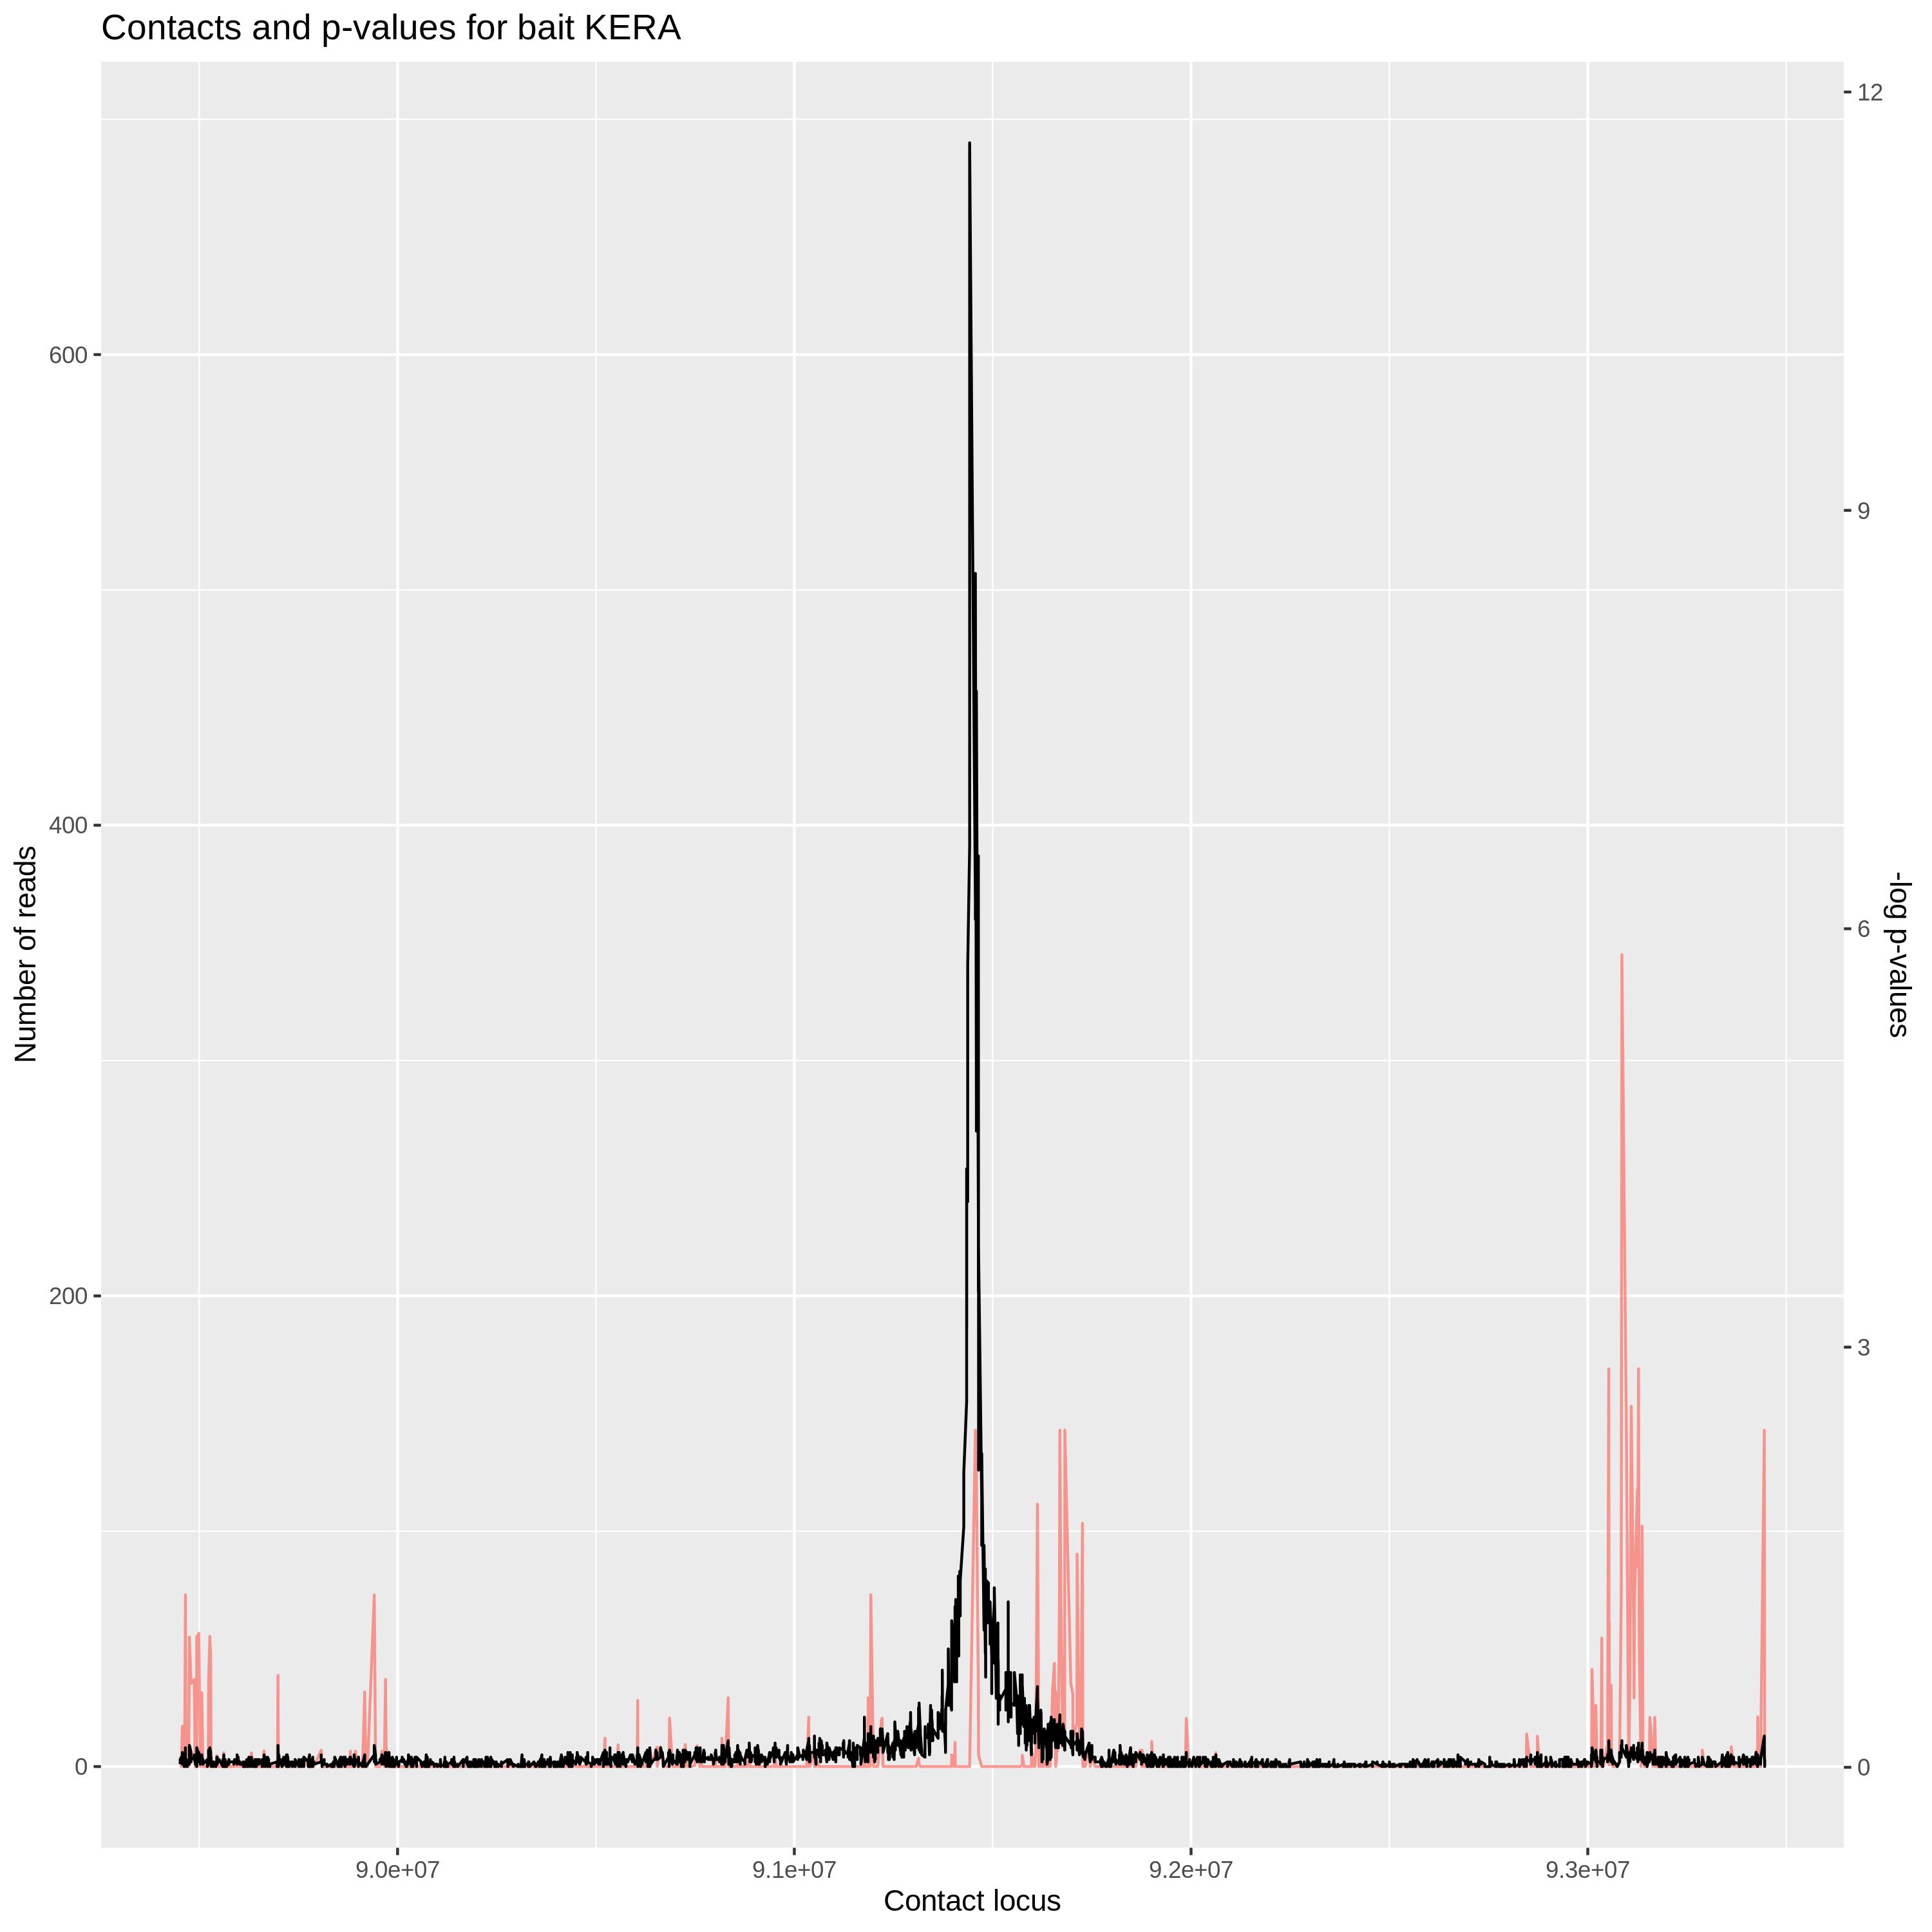 Contacts and p-values for bait KERA
12
600
9
400
Number of reads
6
-log p-values
200
3
0
0
9.0e+07
9.1e+07
9.2e+07
9.3e+07
Contact locus